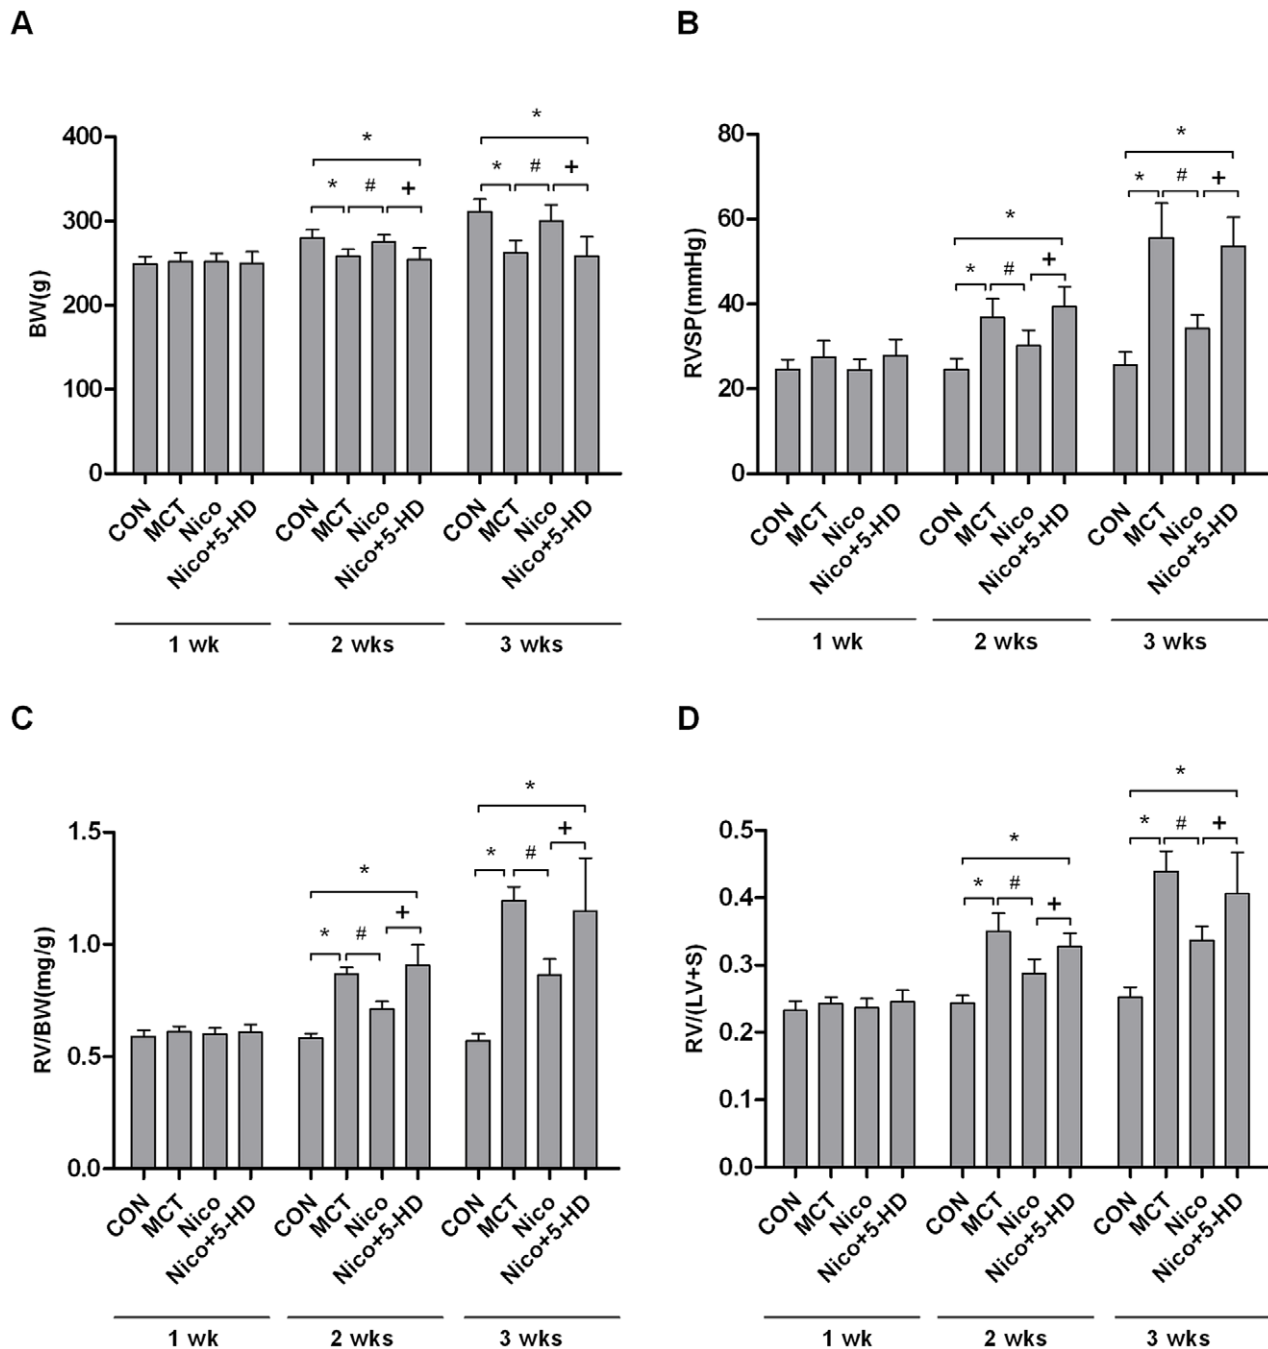 A
BW(g)
400
300
200
100
0
* # + *
* # + *
CON MCT Nico Nico+5-HD CON MCT Nico Nico+5-HD CON MCT Nico Nico+5-HD
1 wk 2 wks 3 wks
B
RVSP(mmHg)
80
60
40
20
0
* # + *
* # + *
CON MCT Nico Nico+5-HD CON MCT Nico Nico+5-HD CON MCT Nico Nico+5-HD
1 wk 2 wks 3 wks
C
RV/BW(mg/g)
1.5
1.0
0.5
0.0
* # + *
* # + *
CON MCT Nico Nico+5-HD CON MCT Nico Nico+5-HD CON MCT Nico Nico+5-HD
1 wk 2 wks 3 wks
D
RV/(LV+S)
0.5
0.4
0.3
0.2
0.1
0.0
* # + *
* # + *
CON MCT Nico Nico+5-HD CON MCT Nico Nico+5-HD CON MCT Nico Nico+5-HD
1 wk 2 wks 3 wks